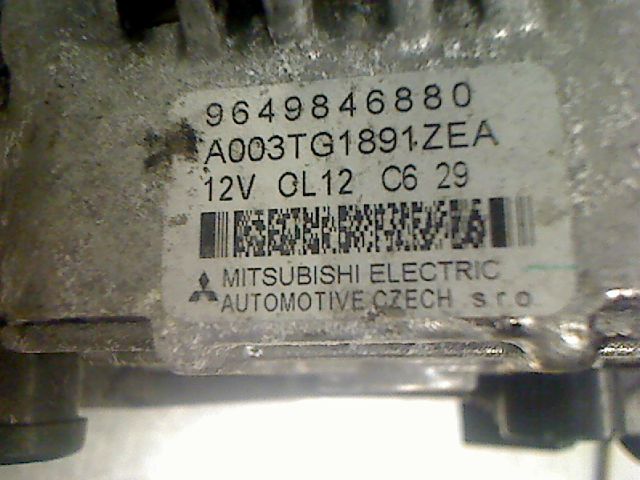 9649846880
A003TG1891ZEA
12V CL12 C6 29
MITSUBISHI ELECTRIC
AUTOMOTIVE CZECH s.r.o